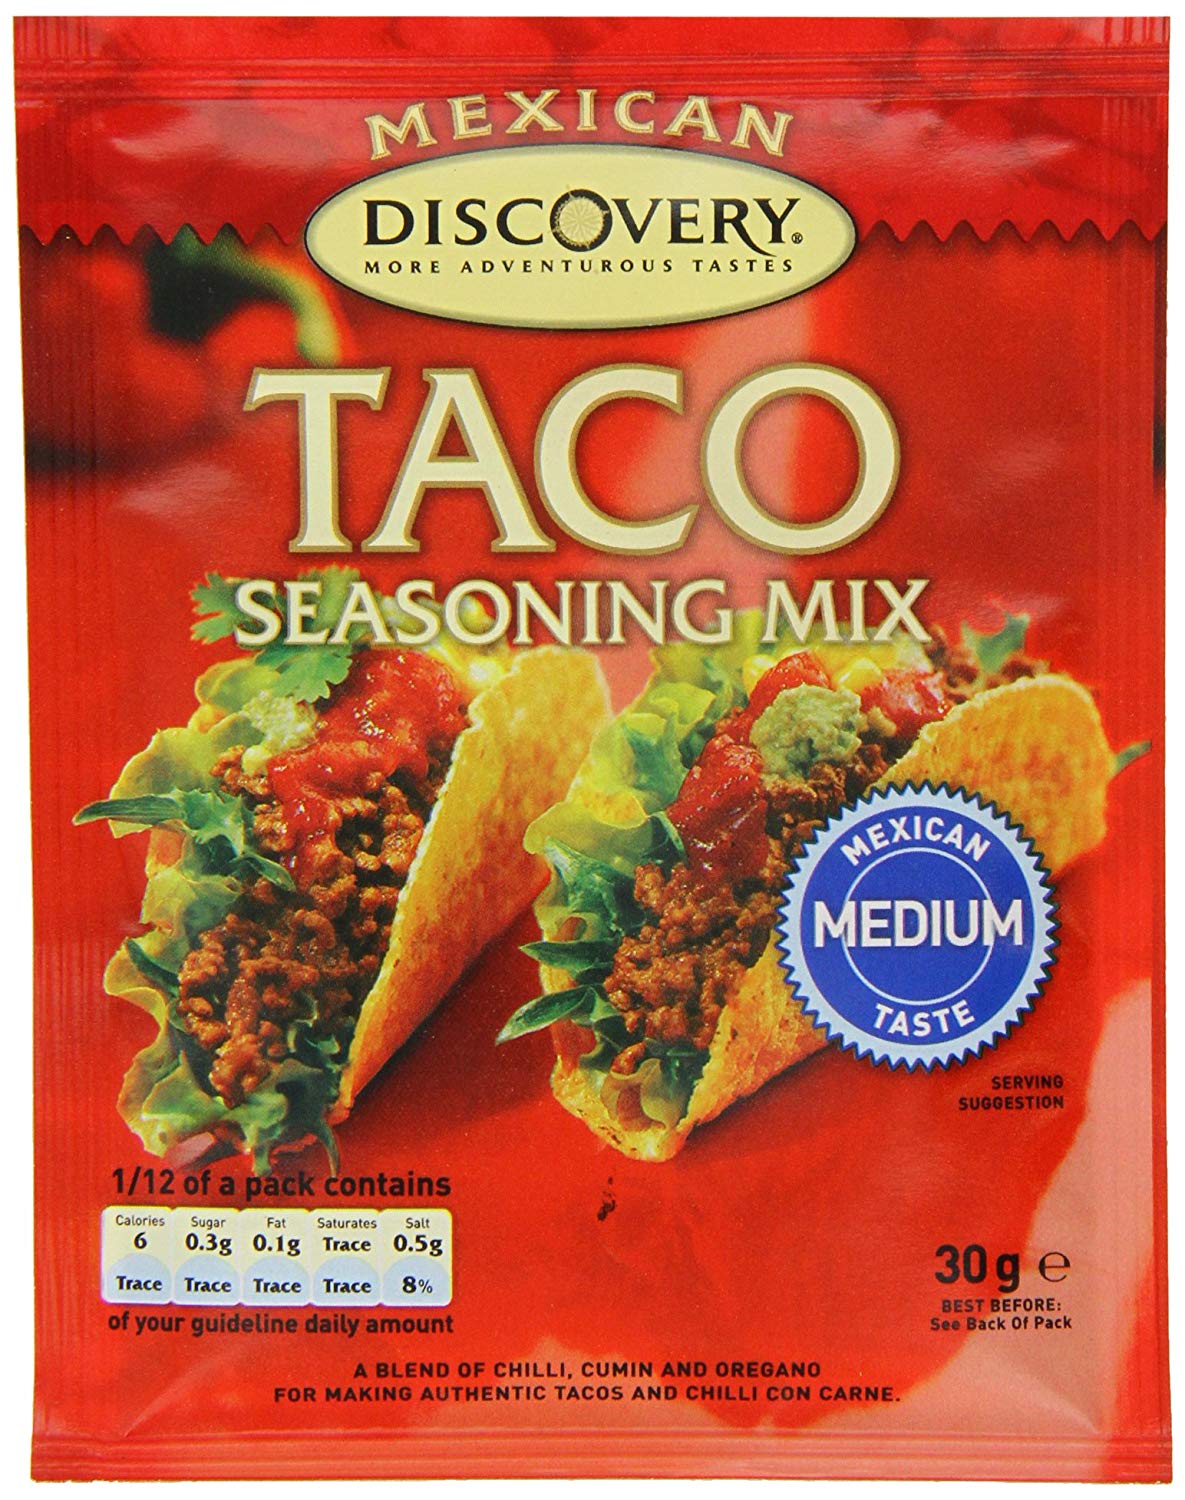 MEXICAN
DISCOVERY®
MORE ADVENTUROUS TASTES
TACO
SEASONING MIX
MEXICAN
MEDIUM
TASTE
SERVING
SUGGESTION
1/12 of a pack contains
Calories Sugar Fat Saturates Salt
6 0.3g 0.1g Trace 0.5g
Trace Trace Trace Trace 8%
of your guideline daily amount
30g e
BEST BEFORE:
See Back Of Pack
A BLEND OF CHILLI, CUMIN AND OREGANO
FOR MAKING AUTHENTIC TACOS AND CHILLI CON CARNE.